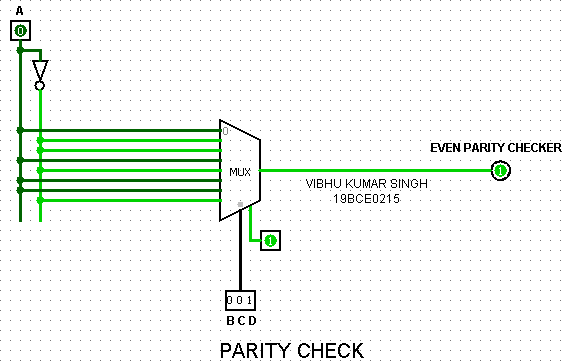 A
0
0
MUX
EVEN PARITY CHECKER
1
VIBHU KUMAR SINGH
19BCE0215
1
0 0 1
B C D
PARITY CHECK